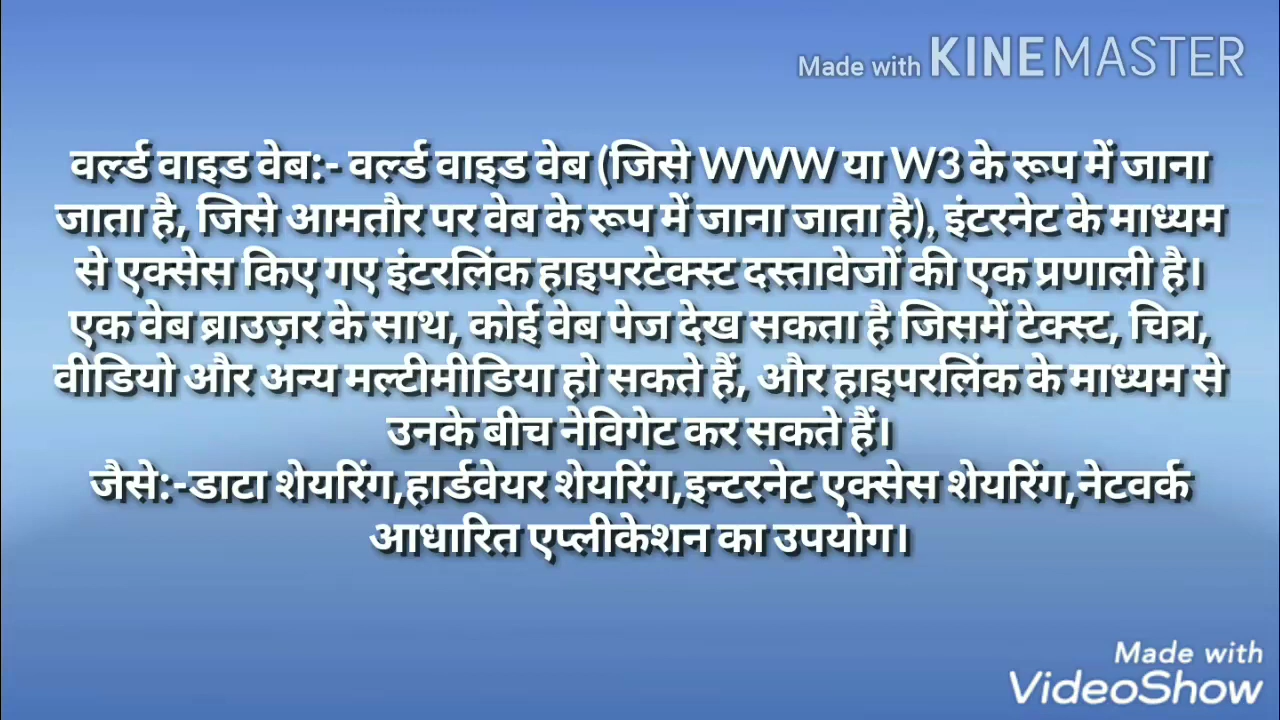 Made with KINEMASTER
वर्ल्ड वाइड वेब:- वर्ल्ड वाइड वेब (जिसे WWW या W3 के रूप में जाना
जाता है, जिसे आमतौर पर वेब के रूप में जाना जाता है), इंटरनेट के माध्यम
से एक्सेस किए गए इंटरलिंक हाइपरटेक्स्ट दस्तावेजों की एक प्रणाली है।
एक वेब ब्राउज़र के साथ, कोई वेब पेज देख सकता है जिसमें टेक्स्ट, चित्र,
वीडियो और अन्य मल्टीमीडिया हो सकते हैं, और हाइपरलिंक के माध्यम से
उनके बीच नेविगेट कर सकते हैं।
जैसे:-डाटा शेयरिंग,हार्डवेयर शेयरिंग,इन्टरनेट एक्सेस शेयरिंग,नेटवर्क
आधारित एप्लीकेशन का उपयोग।
Made with
VideoShow